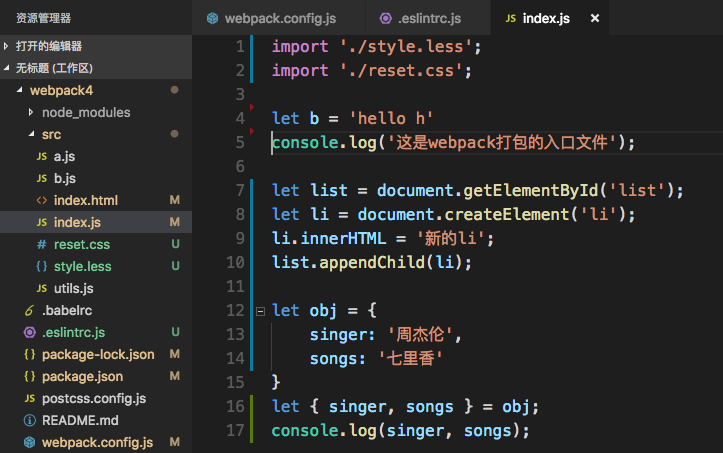 资源管理器
打开的编辑器
无标题 (工作区)
webpack4
node_modules
src
JS a.js
JS b.js
<> index.html M
JS index.js M
# reset.css U
{} style.less U
JS utils.js
.babelrc
.eslintrc.js U
{} package-lock.json M
{} package.json M
JS postcss.config.js
README.md
webpack.config.js M
webpack.config.js
.eslintrc.js
JS index.js ×
1 import './style.less';
2 import './reset.css';
3
4 let b = 'hello h'
5 console.log('这是webpack打包的入口文件');
6
7 let list = document.getElementById('list');
8 let li = document.createElement('li');
9 li.innerHTML = '新的li';
10 list.appendChild(li);
11
12 let obj = {
13 singer: '周杰伦',
14 songs: '七里香'
15 }
16 let { singer, songs } = obj;
17 console.log(singer, songs);